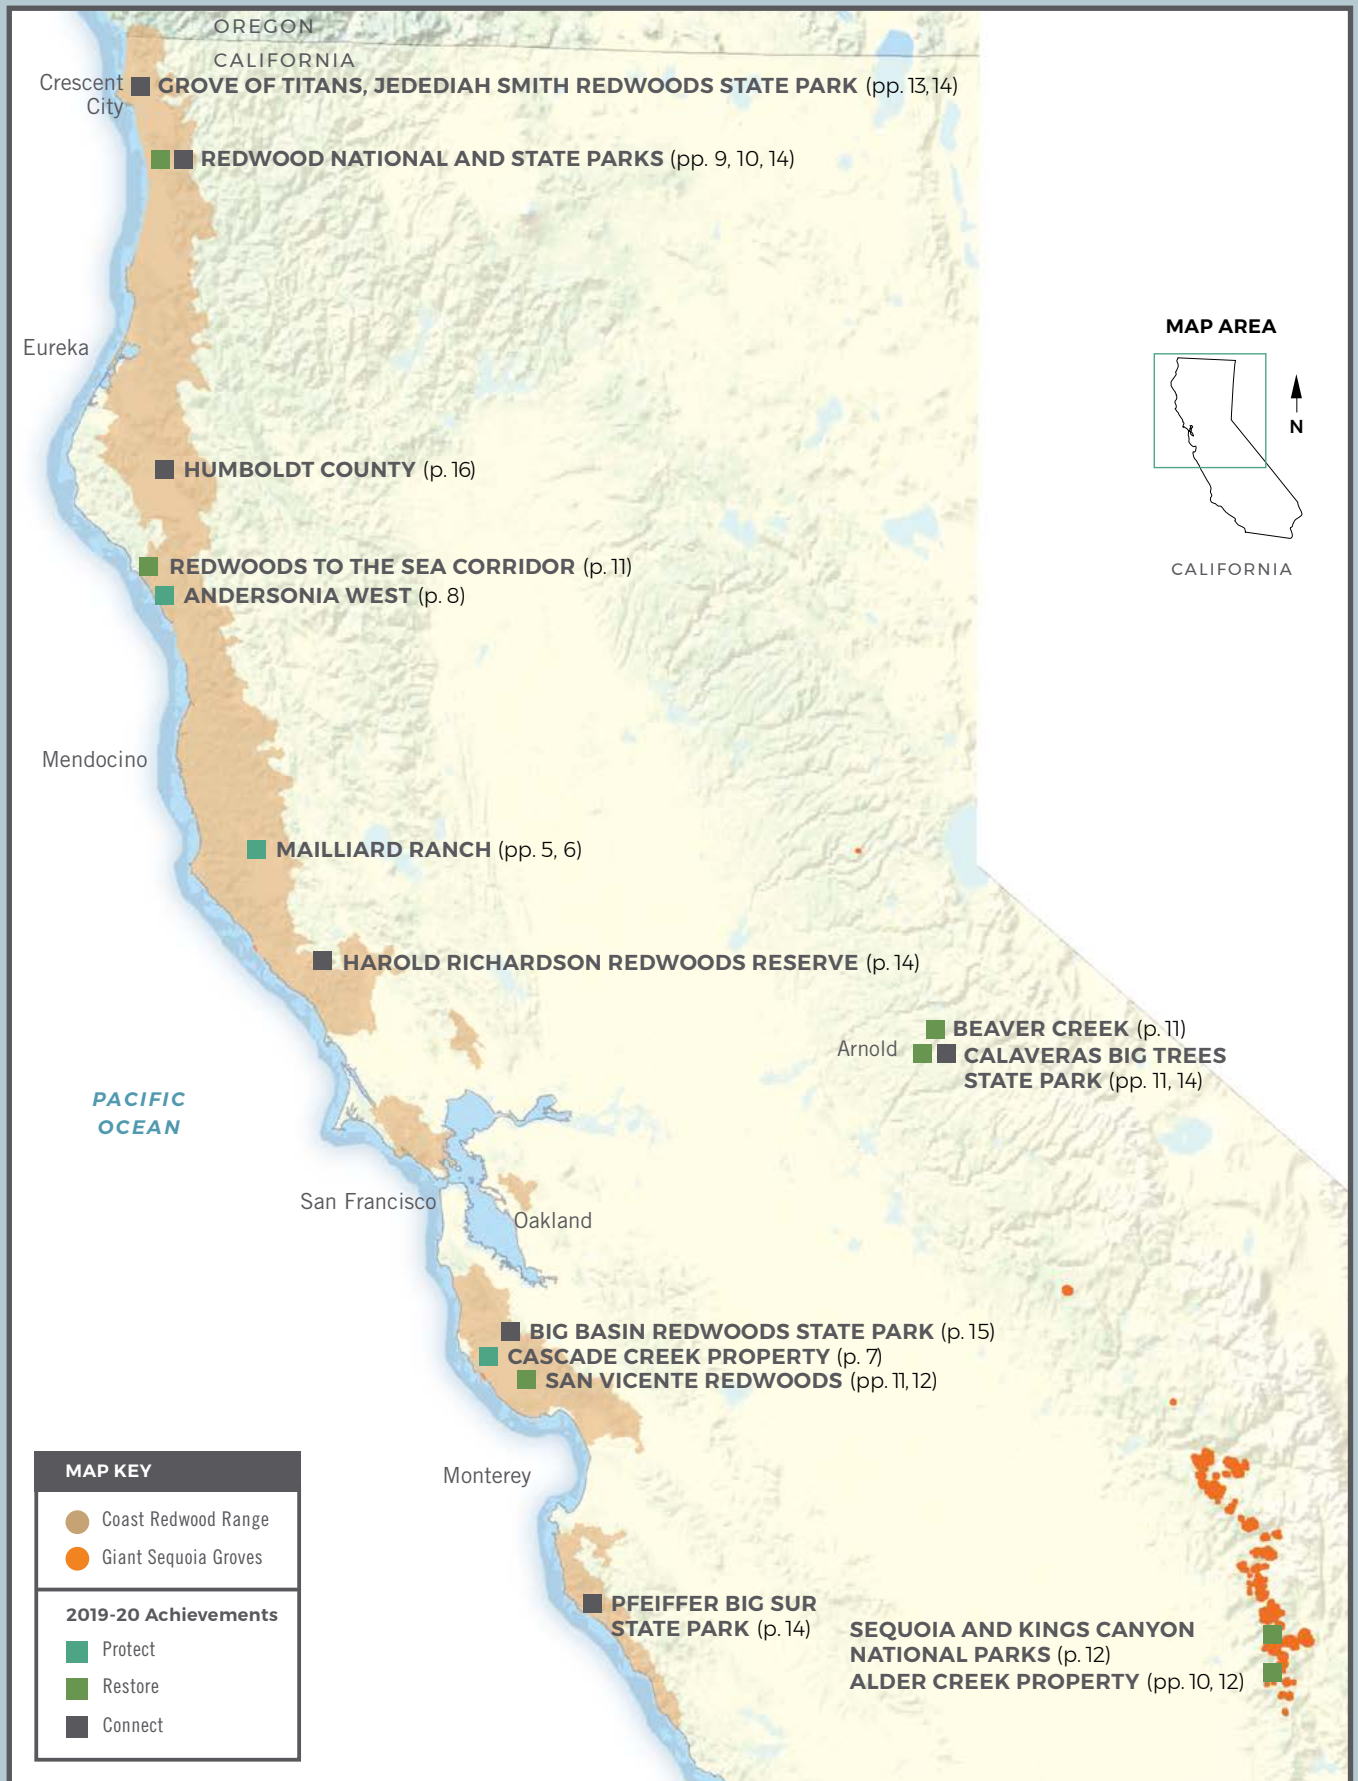 OREGON
CALIFORNIA
Crescent
City
GROVE OF TITANS, JEDEDIAH SMITH REDWOODS STATE PARK (pp. 13, 14)
REDWOOD NATIONAL AND STATE PARKS (pp. 9, 10, 14)
MAP AREA
N
CALIFORNIA
Eureka
HUMBOLDT COUNTY (p. 16)
REDWOODS TO THE SEA CORRIDOR (p. 11)
ANDERSONIA WEST (p. 8)
Mendocino
MAILLIARD RANCH (pp. 5, 6)
HAROLD RICHARDSON REDWOODS RESERVE (p. 14)
BEAVER CREEK (p. 11)
Arnold
CALAVERAS BIG TREES
STATE PARK (pp. 11, 14)
PACIFIC
OCEAN
San Francisco
Oakland
BIG BASIN REDWOODS STATE PARK (p. 15)
CASCADE CREEK PROPERTY (p. 7)
SAN VICENTE REDWOODS (pp. 11, 12)
Monterey
PFEIFFER BIG SUR
STATE PARK (p. 14)
SEQUOIA AND KINGS CANYON
NATIONAL PARKS (p. 12)
ALDER CREEK PROPERTY (pp. 10, 12)
MAP KEY
Coast Redwood Range
Giant Sequoia Groves
2019-20 Achievements
Protect
Restore
Connect